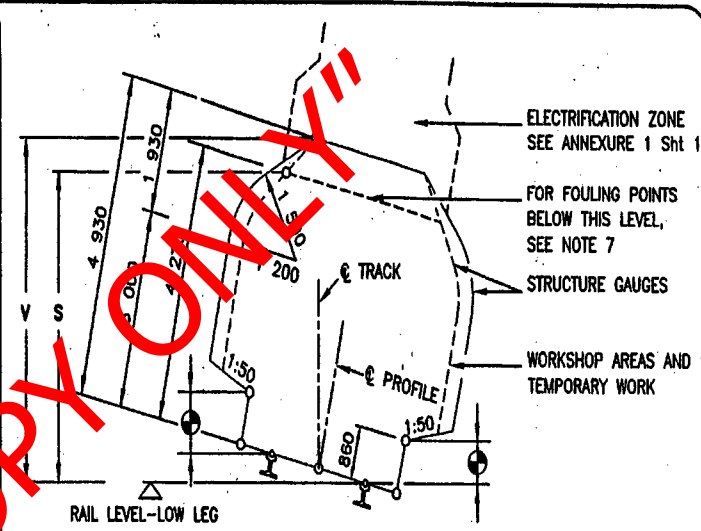 ELECTRIFICATION ZONE
SEE ANNEXURE 1 Sht 1
FOR FOULING POINTS
BELOW THIS LEVEL,
SEE NOTE 7
STRUCTURE GAUGES
WORKSHOP AREAS AND
TEMPORARY WORK
1 930
4 930
V
S
200
℄ TRACK
℄ PROFILE
1:50
1:50
860
RAIL LEVEL-LOW LEG
PY ONLY”